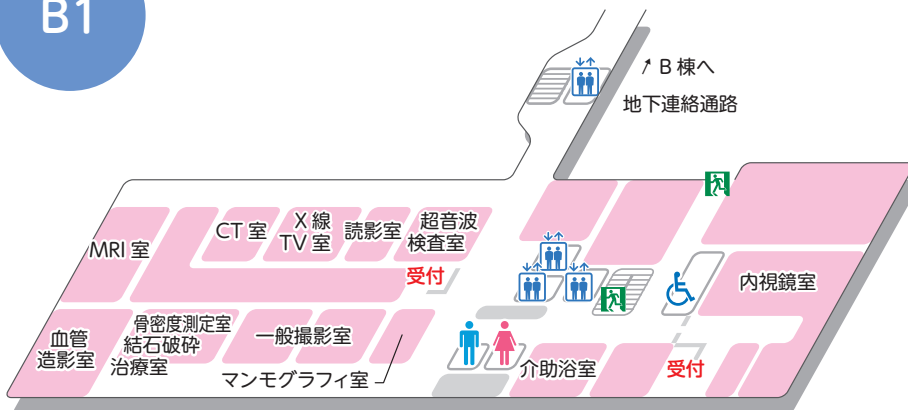 B1
↗ B 棟へ
地下連絡通路
MRI 室
CT 室
X 線
TV 室
読影室
超音波
検査室
受付
内視鏡室
血管
造影室
骨密度測定室
結石破砕
治療室
一般撮影室
マンモグラフィ室
介助浴室
受付